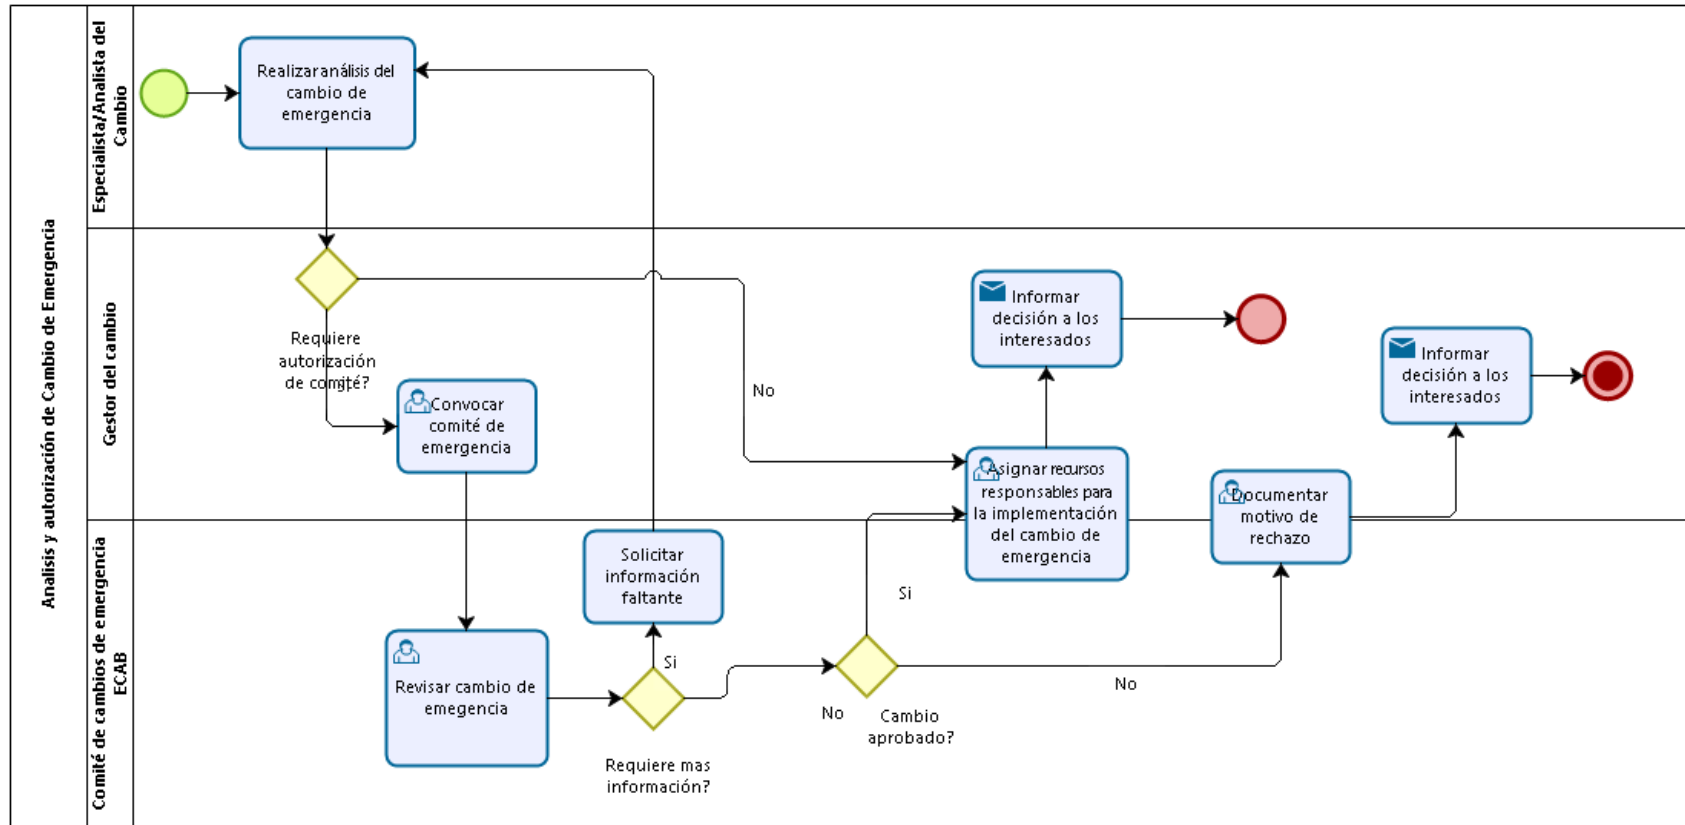 Analisis y autorización de Cambio de Emergencia
Especialista/Analista del
Cambio
Realizar análisis del
cambio de
emergencia
Gestor del cambio
Requiere
autorización
de comité?
Si
Convocar
comité de
emergencia
No
Informar
decisión a los
interesados
Informar
decisión a los
interesados
Asignar recursos
responsables para
la implementación
del cambio de
emergencia
Documentar
motivo de
rechazo
Comité de cambios de emergencia
ECAB
Solicitar
información
faltante
Revisar cambio de
emegencia
Si
Requiere mas
información?
No
Si
Cambio
aprobado?
No